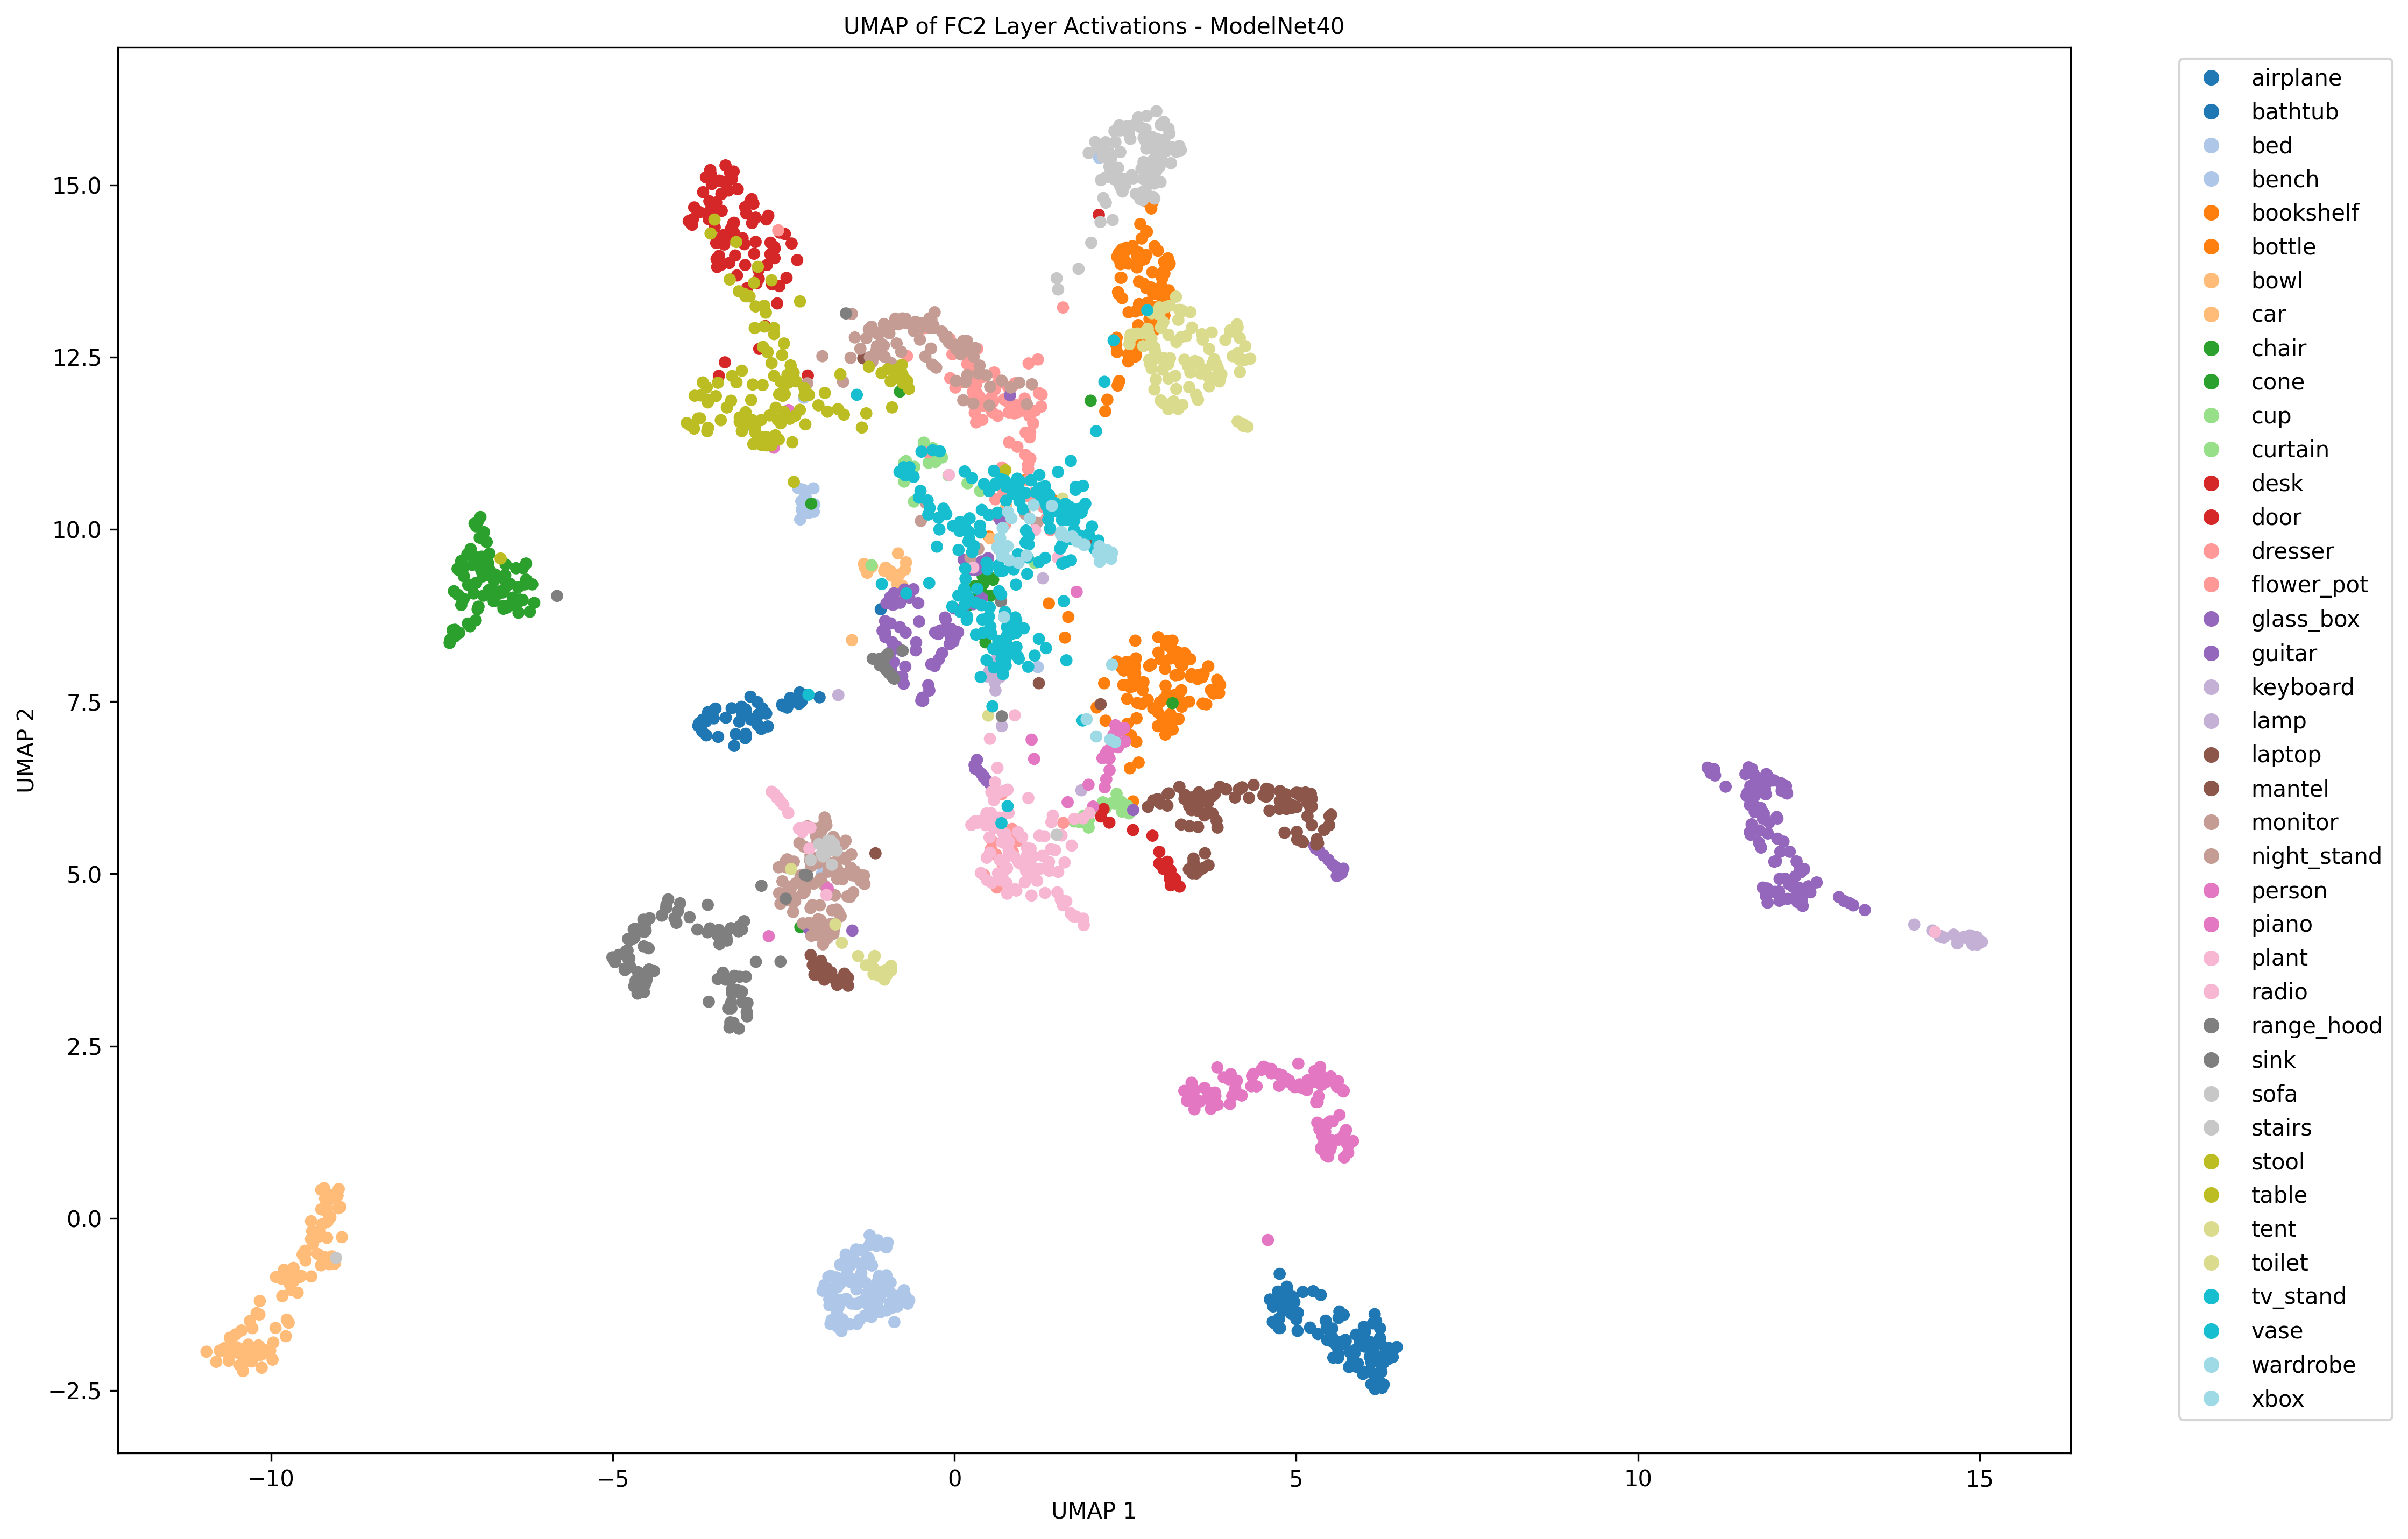 UMAP of FC2 Layer Activations - ModelNet40
UMAP 2
15.0
12.5
10.0
7.5
5.0
2.5
0.0
−2.5
−10
−5
0
5
10
15
UMAP 1
airplane
bathtub
bed
bench
bookshelf
bottle
bowl
car
chair
cone
cup
curtain
desk
door
dresser
flower_pot
glass_box
guitar
keyboard
lamp
laptop
mantel
monitor
night_stand
person
piano
plant
radio
range_hood
sink
sofa
stairs
stool
table
tent
toilet
tv_stand
vase
wardrobe
xbox